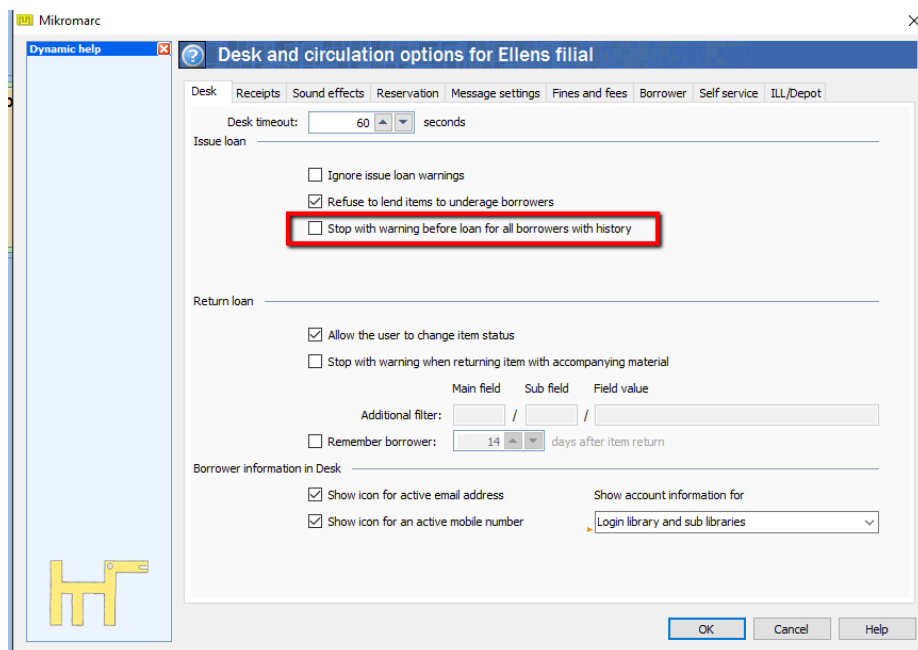 Mikromarc
Dynamic help
Desk and circulation options for Ellens filial
Desk Receipts Sound effects Reservation Message settings Fines and fees Borrower Self service ILL/Depot
Desk timeout: 60 seconds
Issue loan
Ignore issue loan warnings
Refuse to lend items to underage borrowers
Stop with warning before loan for all borrowers with history
Return loan
Allow the user to change item status
Stop with warning when returning item with accompanying material
Main field Sub field Field value
Additional filter: / /
Remember borrower: 14 days after item return
Borrower information in Desk
Show icon for active email address Show account information for
Show icon for an active mobile number Login library and sub libraries
OK Cancel Help